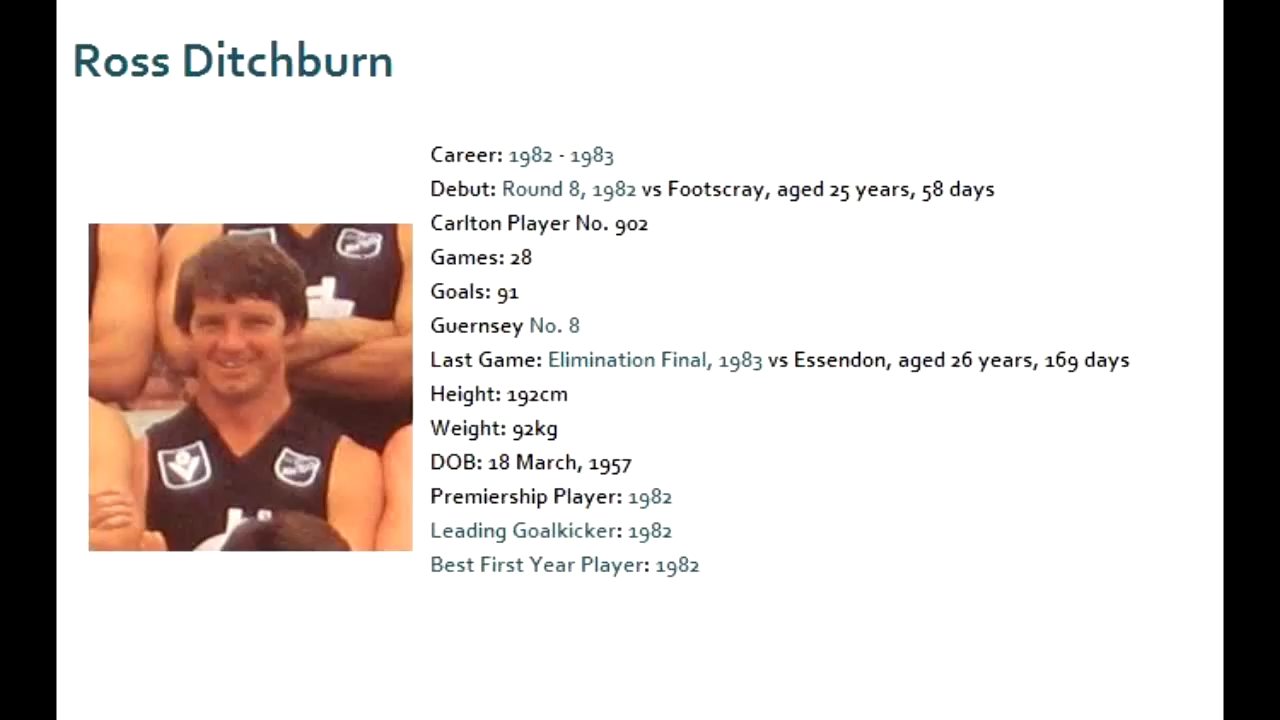 Ross Ditchburn
Career: 1982 - 1983
Debut: Round 8, 1982 vs Footscray, aged 25 years, 58 days
Carlton Player No. 902
Games: 28
Goals: 91
Guernsey No. 8
Last Game: Elimination Final, 1983 vs Essendon, aged 26 years, 169 days
Height: 192cm
Weight: 92kg
DOB: 18 March, 1957
Premiership Player: 1982
Leading Goalkicker: 1982
Best First Year Player: 1982